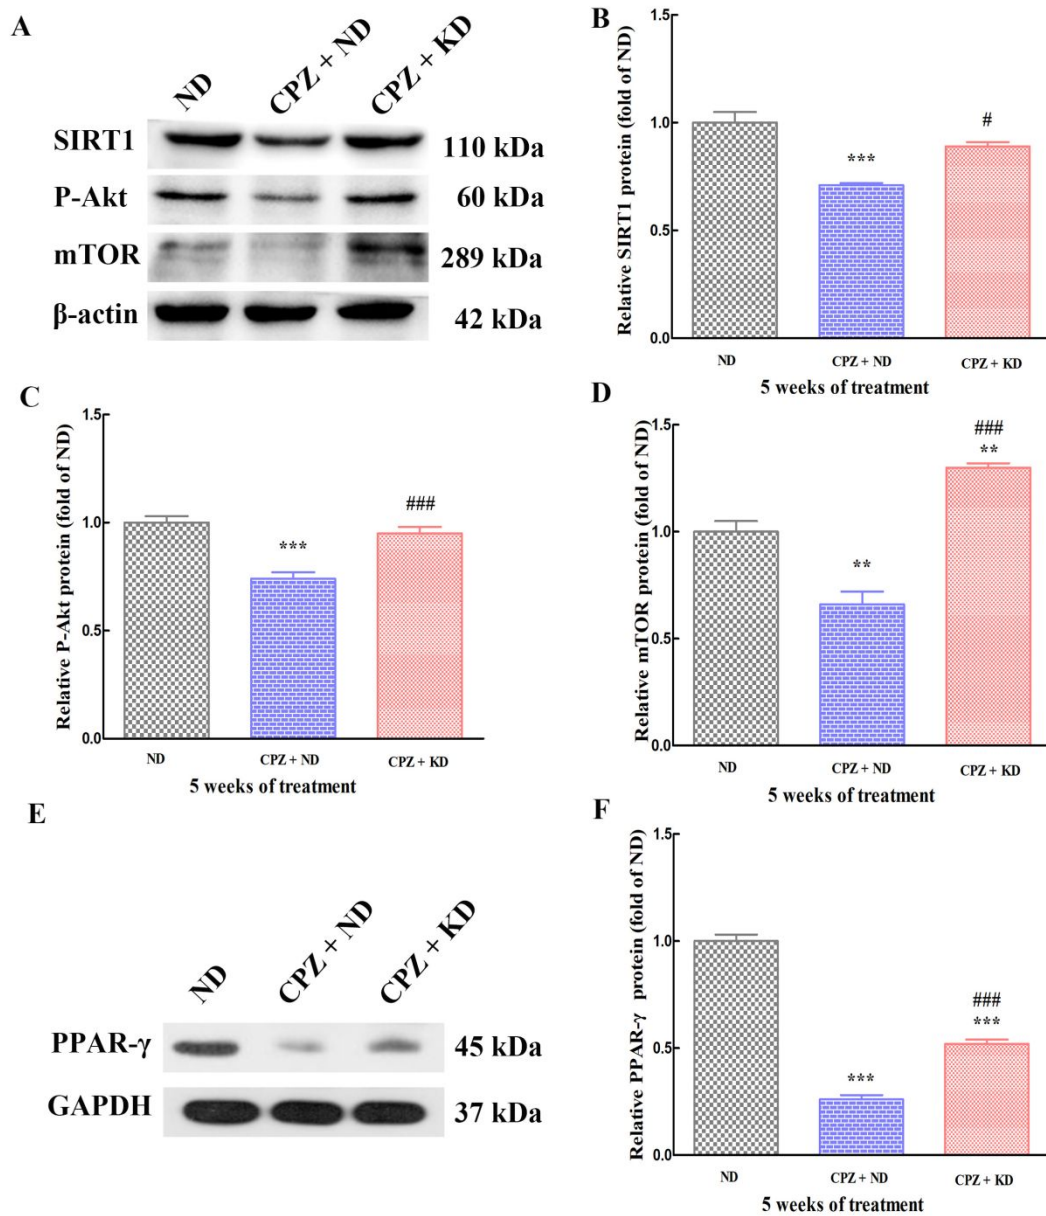 A
ND
CPZ + ND
CPZ + KD
SIRT1
110 kDa
P-Akt
60 kDa
mTOR
289 kDa
β-actin
42 kDa
B
Relative SIRT1 protein (fold of ND)
1.5
1.0
0.5
0.0
***
#
ND
CPZ + ND
CPZ + KD
5 weeks of treatment
C
Relative P-Akt protein (fold of ND)
1.5
1.0
0.5
0.0
***
###
ND
CPZ + ND
CPZ + KD
5 weeks of treatment
D
Relative mTOR protein (fold of ND)
1.5
1.0
0.5
0.0
**
###
**
ND
CPZ + ND
CPZ + KD
5 weeks of treatment
E
ND
CPZ + ND
CPZ + KD
PPAR-γ
45 kDa
GAPDH
37 kDa
F
Relative PPAR-γ protein (fold of ND)
1.5
1.0
0.5
0.0
***
###
***
ND
CPZ + ND
CPZ + KD
5 weeks of treatment